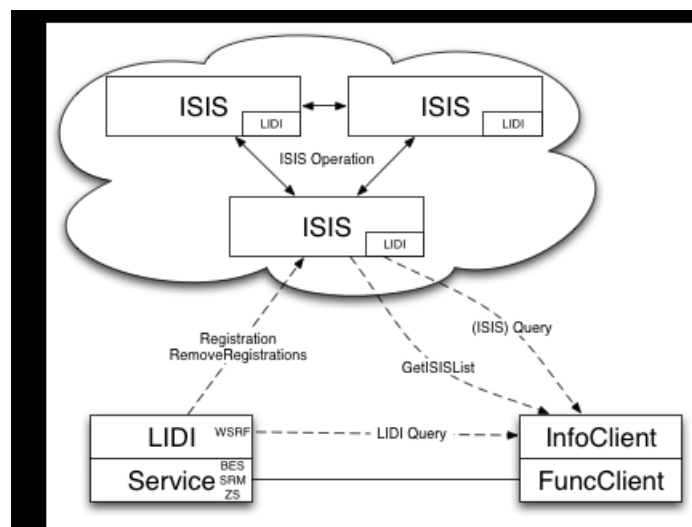 ISIS
LIDI
ISIS
LIDI
ISIS Operation
ISIS
LIDI
Registration
RemoveRegistrations
(ISIS) Query
GetISISList
LIDI
WSRF
LIDI Query
InfoClient
Service
BES
SRM
ZS
FuncClient